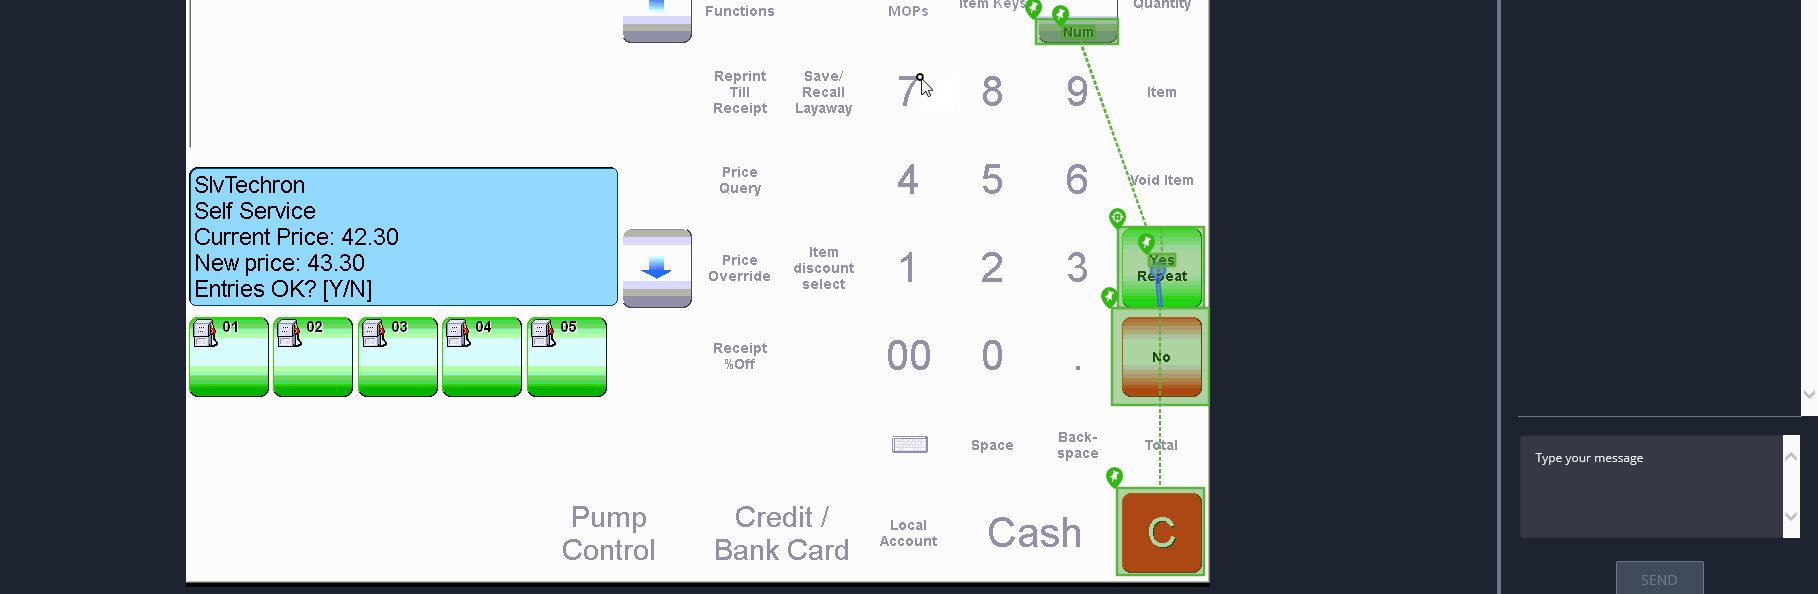 Functions
MOPs
Item Keys
Quantity
Num
Reprint
Till
Receipt
Save/
Recall
Layaway
7
8
9
Item
SlvTechron
Self Service
Current Price: 42.30
New price: 43.30
Entries OK? [Y/N]
Price
Query
4
5
6
Void Item
Price
Override
Item
discount
select
1
2
3
Yes
Repeat
01
02
03
04
05
Receipt
%Off
00
0
.
No
Space
Back-
space
Total
Pump
Control
Credit /
Bank Card
Local
Account
Cash
C
Type your message
SEND